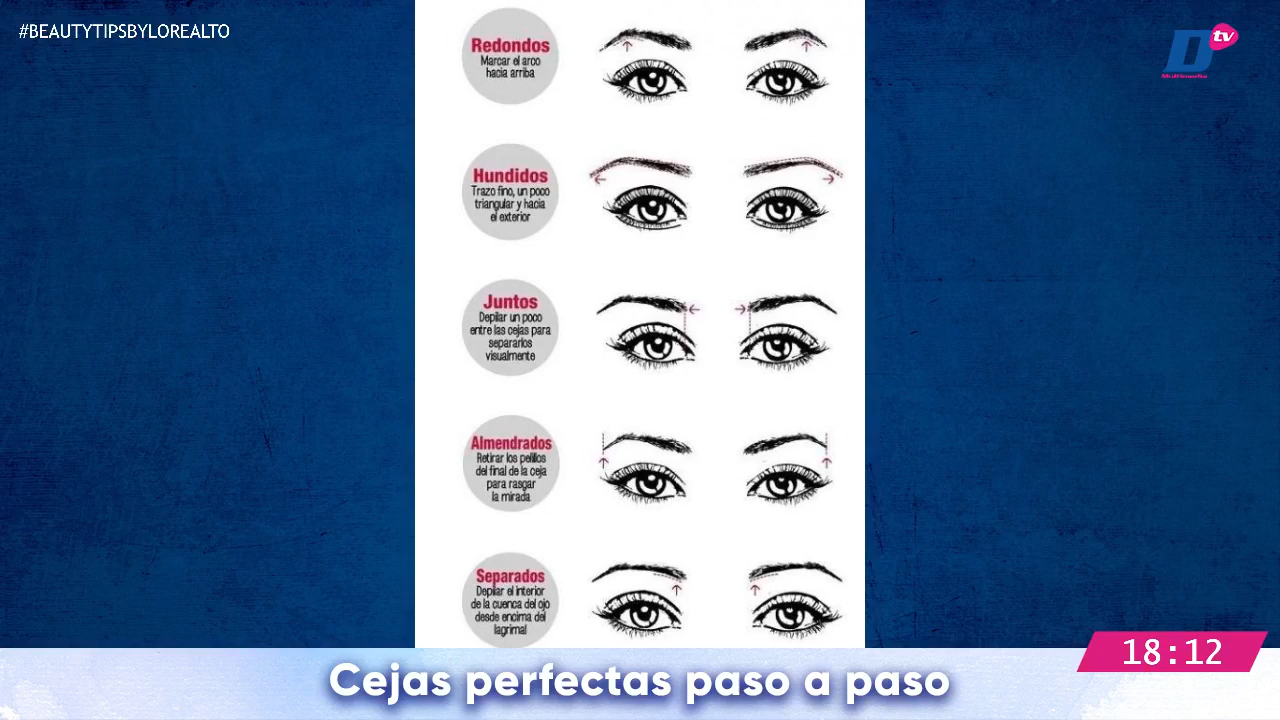 #BEAUTYTIPSBYLOREALTO
D tv
Multimedia
Redondos
Marcar el arco
hacia arriba
Hundidos
Trazo fino, un poco
triangular y hacia
el exterior
Juntos
Depilar un poco
entre las cejas para
separarlos
visualmente
Almendrados
Retirar los pelillos
del final de la ceja
para rasgar
la mirada
Separados
Depilar el interior
de la cuenca del ojo
desde encima del
lagrimal
18:12
Cejas perfectas paso a paso